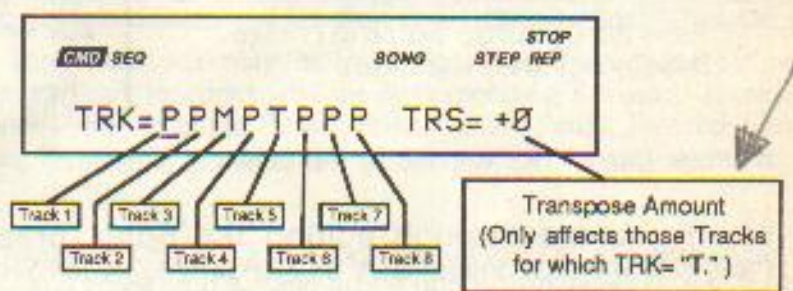 STOP
CMD SEQ SONG STEP REP
TRK=PPMPTPPP TRS= +0
Track 1 Track 3 Track 5 Track 7
Track 2 Track 4 Track 6 Track 8
Transpose Amount
(Only affects those Tracks
for which TRK= "T." )